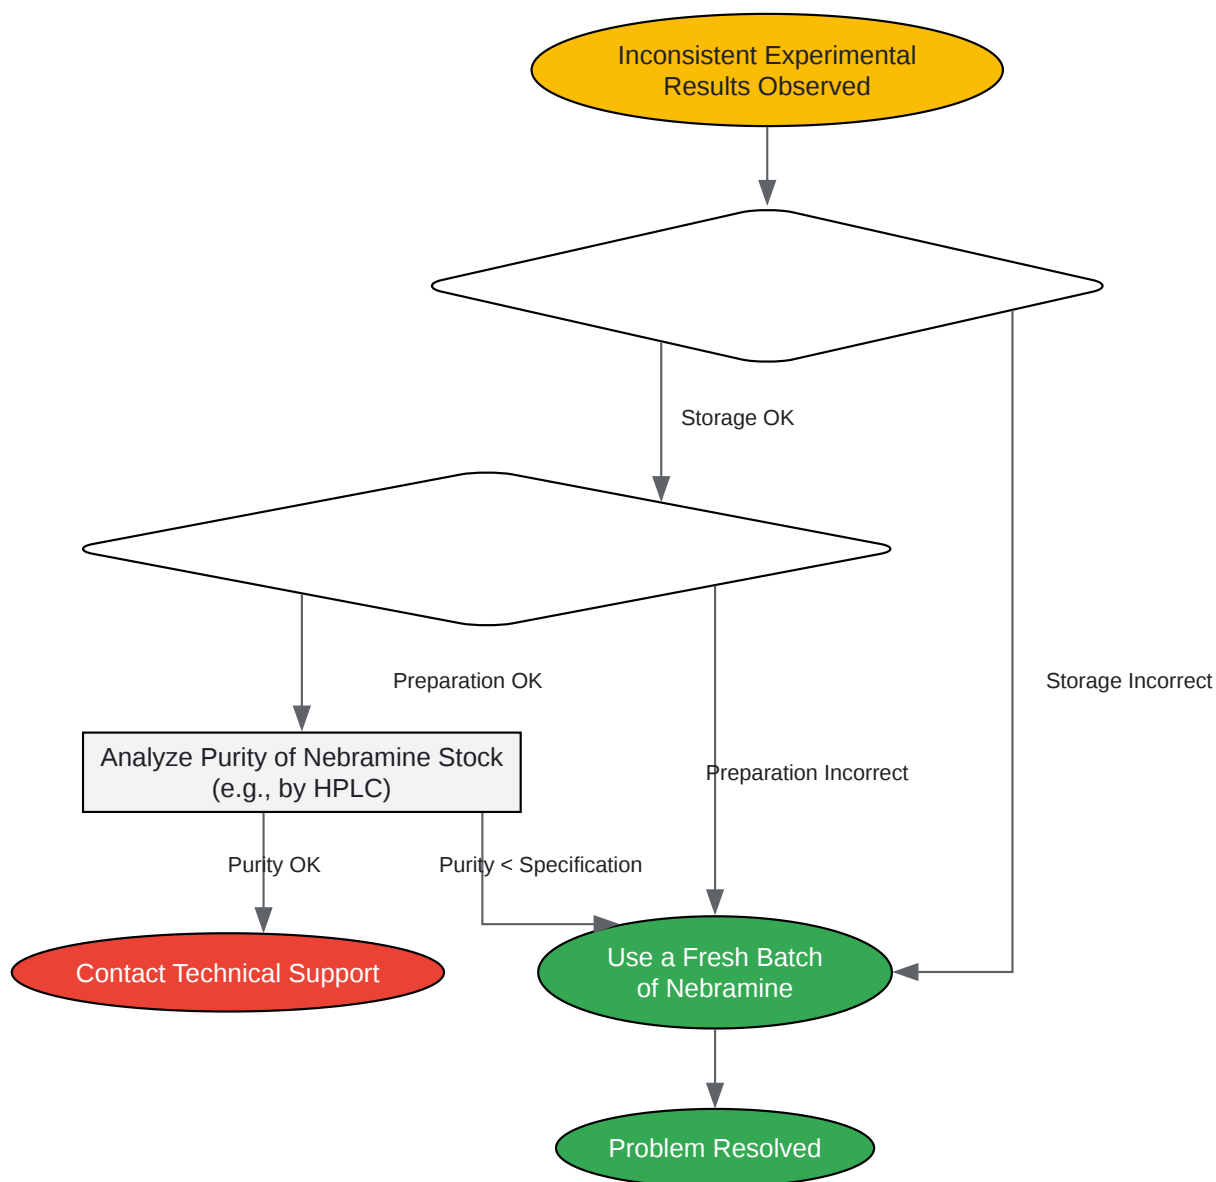 Inconsistent Experimental
Results Observed
Storage OK
Preparation OK
Storage Incorrect
Analyze Purity of Nebramine Stock
(e.g., by HPLC)
Preparation Incorrect
Purity OK
Purity < Specification
Contact Technical Support
Use a Fresh Batch
of Nebramine
Problem Resolved